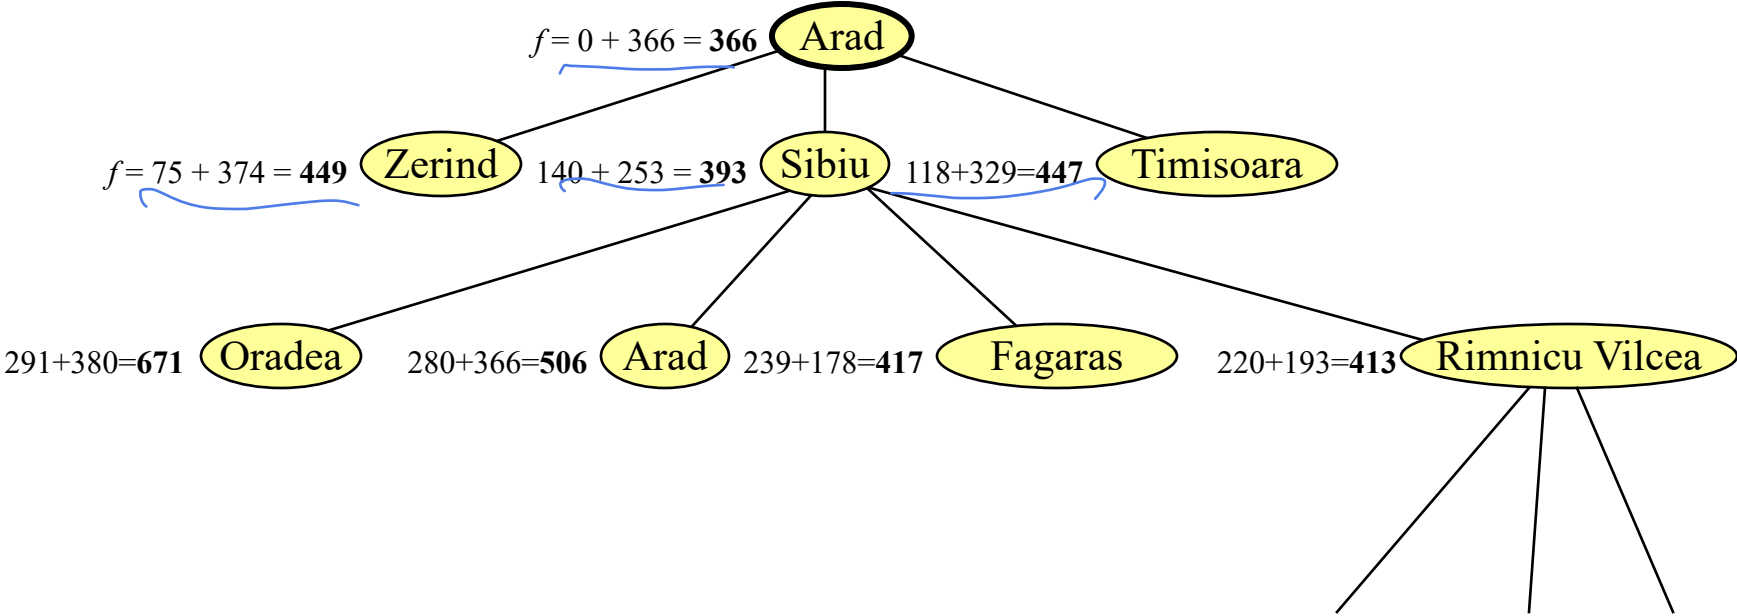 f = 0 + 366 = 366 Arad
f = 75 + 374 = 449 Zerind 140 + 253 = 393 Sibiu 118+329=447 Timisoara
291+380=671 Oradea 280+366=506 Arad 239+178=417 Fagaras 220+193=413 Rimnicu Vilcea